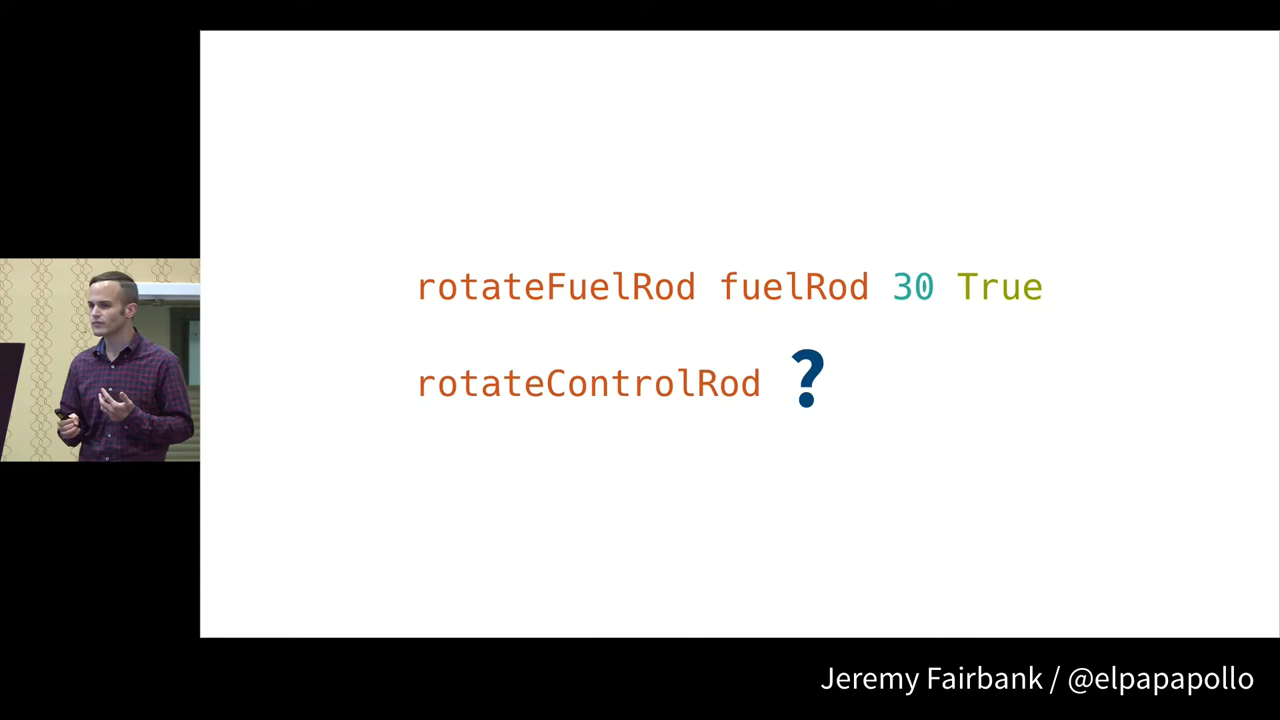 rotateFuelRod fuelRod 30 True
rotateControlRod ?
Jeremy Fairbank / @elpapapollo